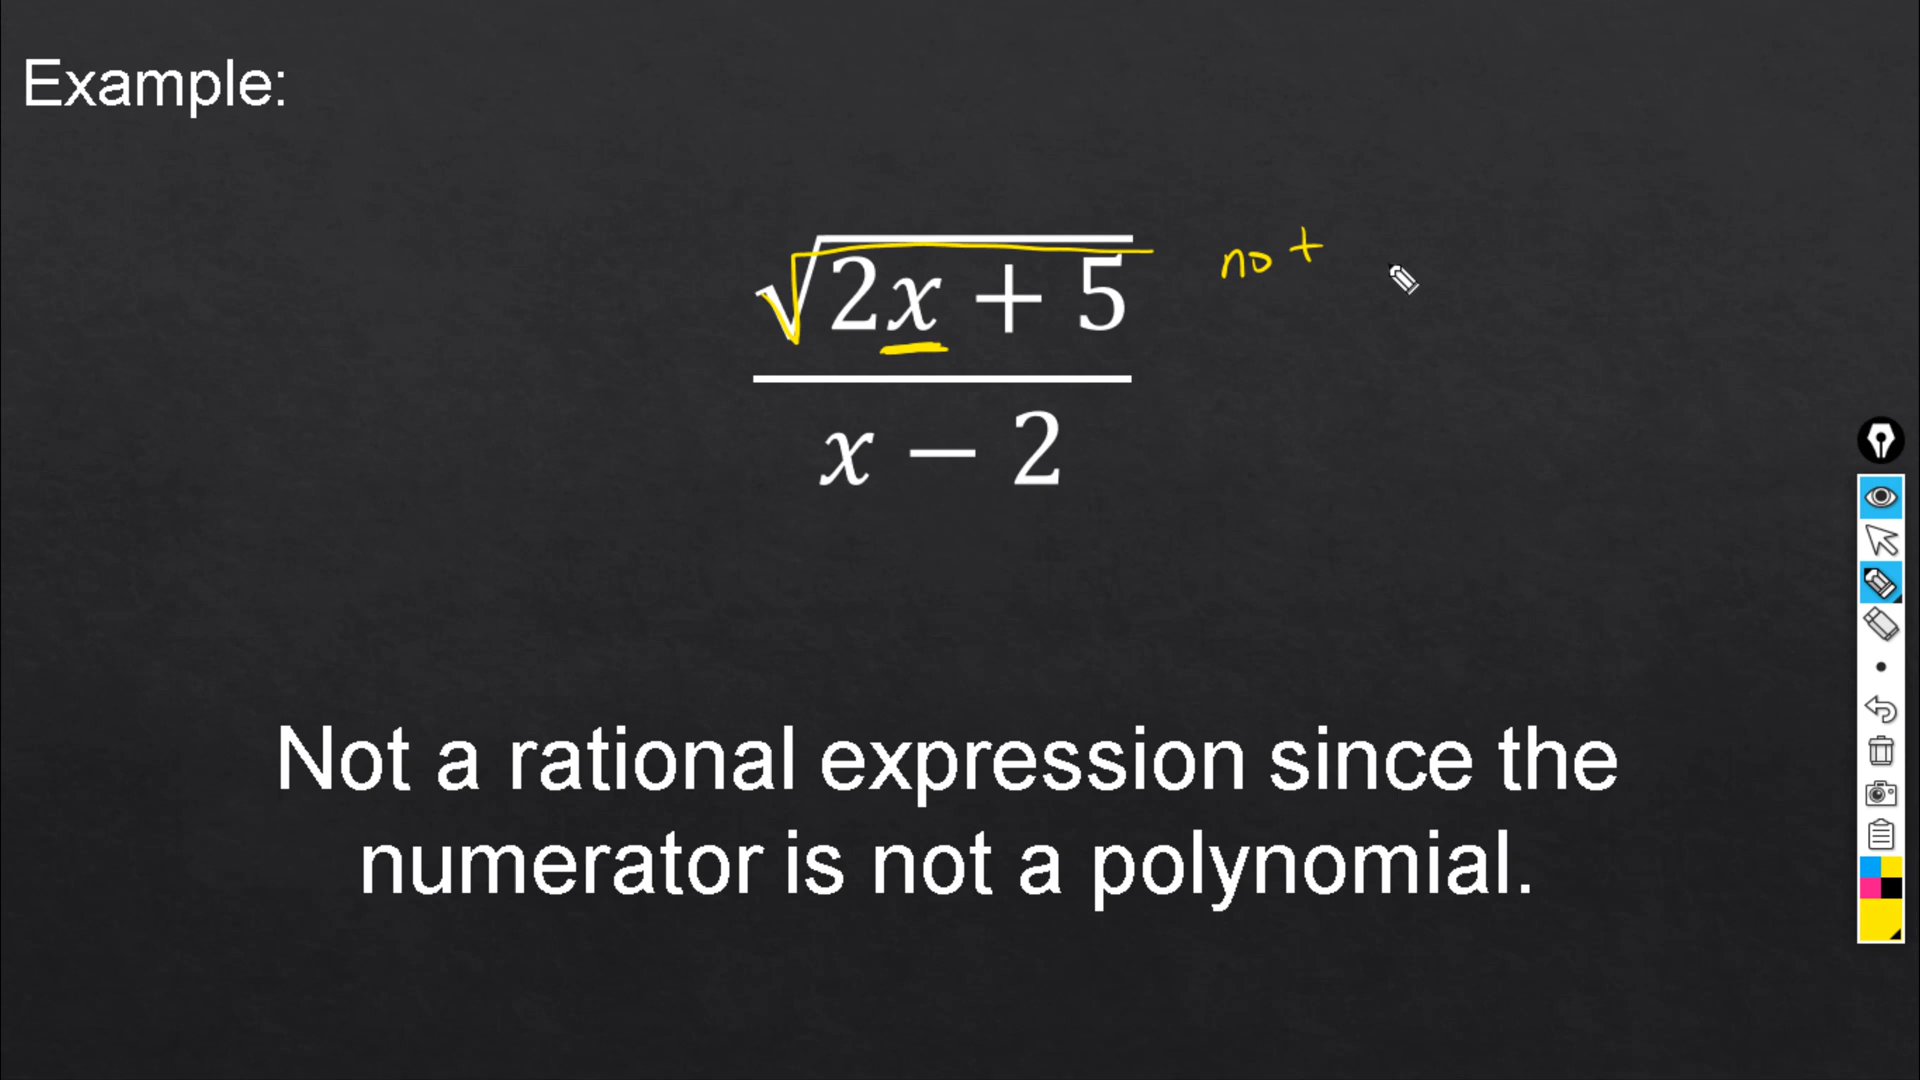 Example:
√2x + 5
no +
x − 2
Not a rational expression since the
numerator is not a polynomial.